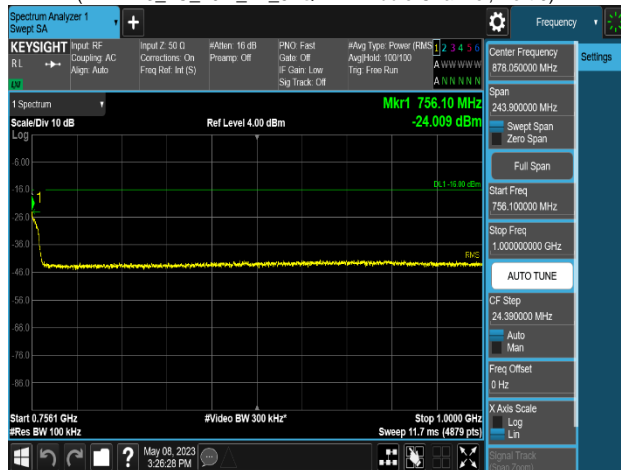 Spectrum Analyzer 1
Swept SA
+
Frequency
KEYSIGHT
Input: RF
R L
Coupling: AC
Align: Auto
Input Z: 50 Ω
Corrections: On
Freq Ref: Int (S)
#Atten: 16 dB
Preamp: Off
PNO: Fast
Gate: Off
IF Gain: Low
Sig Track: Off
#Avg Type: Power (RMS
Avg|Hold: 100/100
Trig: Free Run
1 2 3 4 5 6
A W W W W W
A N N N N N
Center Frequency
878.050000 MHz
Settings
Span
243.900000 MHz
Swept Span
Zero Span
Full Span
Start Freq
756.100000 MHz
Stop Freq
1.000000000 GHz
AUTO TUNE
CF Step
24.390000 MHz
Auto
Man
Freq Offset
0 Hz
X Axis Scale
Log
Lin
Signal Track
(Span Zoom)
1 Spectrum
Scale/Div 10 dB
Log
Ref Level 4.00 dBm
Mkr1 756.10 MHz
-24.009 dBm
-6.00
-16.0
-26.0
-36.0
-46.0
-56.0
-66.0
-76.0
-86.0
1
DL1 -16.00 dBm
RMS
Start 0.7561 GHz
#Video BW 300 kHz*
Stop 1.0000 GHz
#Res BW 100 kHz
Sweep 11.7 ms (4879 pts)
?
May 08, 2023
3:26:28 PM